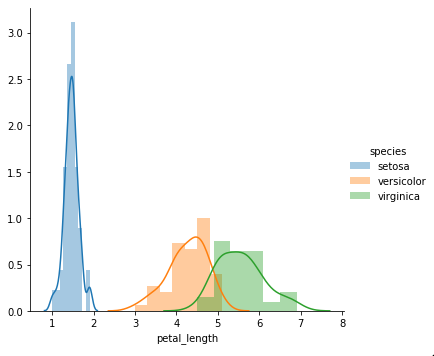 3.0
2.5
2.0
1.5
1.0
0.5
0.0
species
setosa
versicolor
virginica
1 2 3 4 5 6 7 8
petal_length
.